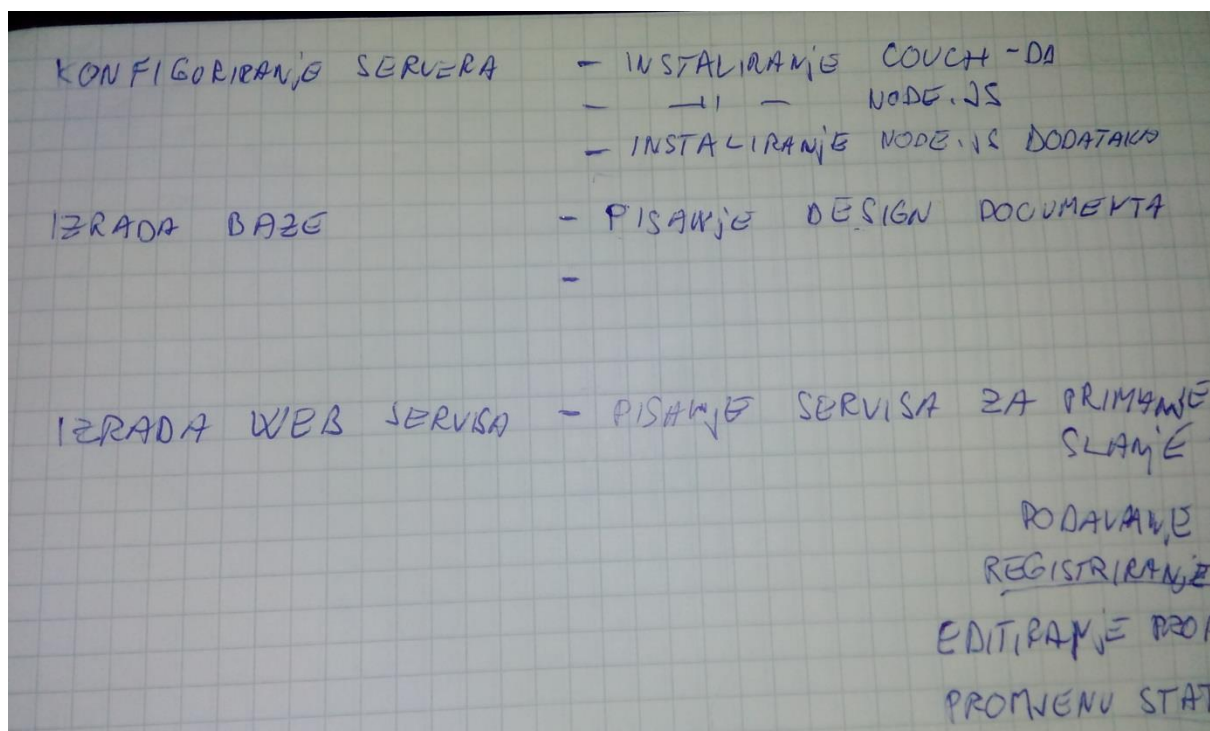 KONFIGURIRANjE SERVERA - INSTALIRANjE COUCH-DA
- —||— NODE.JS
- INSTALIRANjE NODE.JS DODATAKA
IZRADA BAZE - PISANjE DESIGN DOCUMENTA
-
IZRADA WEB SERVISA - PISANjE SERVISA ZA PRIMANjE
SLANjE
DODAVANjE
REGISTRIRANjE
EDITIRANjE
PROMJENU